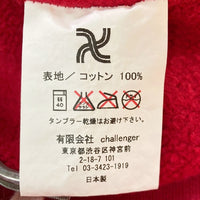 表地／コットン 100%
40
タンブラー乾燥はお避け下さい。
有限会社 challenger
東京都渋谷区神宮前
2-18-7 101
Tel 03-3423-1919
日本製